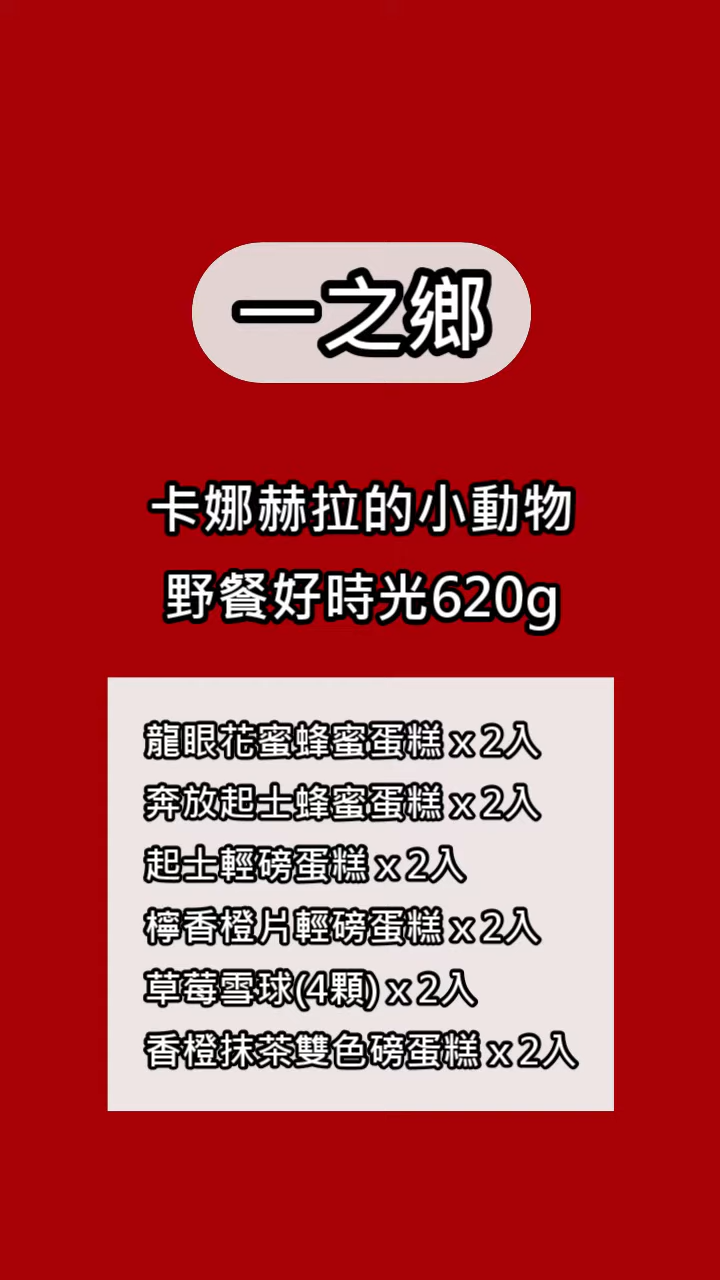 一之鄉
卡娜赫拉的小動物
野餐好時光620g
龍眼花蜜蜂蜜蛋糕 x 2入
奔放起士蜂蜜蛋糕 x 2入
起士輕磅蛋糕 x 2入
檸香橙片輕磅蛋糕 x 2入
草莓雪球(4顆) x 2入
香橙抹茶雙色磅蛋糕 x 2入